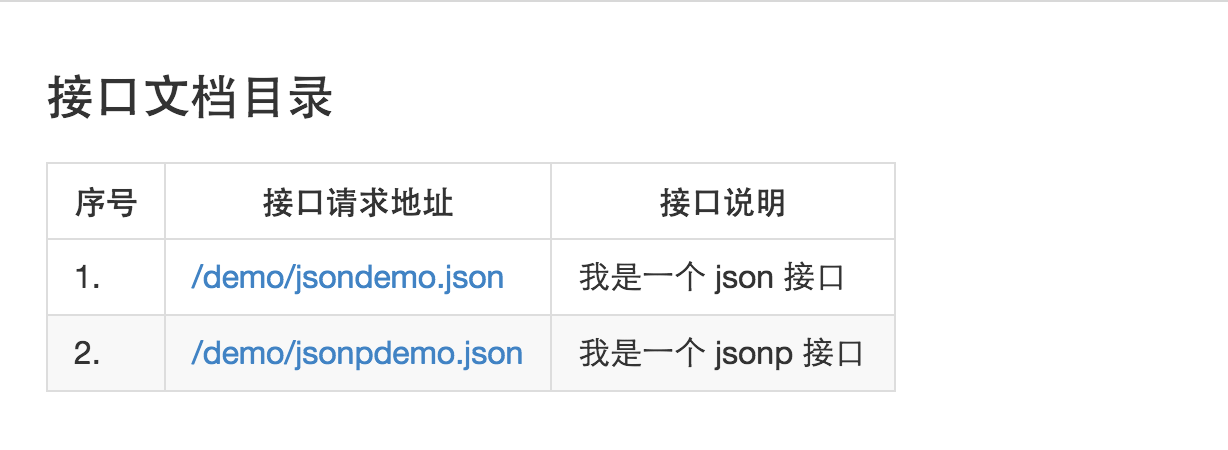 接口文档目录
序号 接口请求地址 接口说明
1. /demo/jsondemo.json 我是一个 json 接口
2. /demo/jsonpdemo.json 我是一个 jsonp 接口